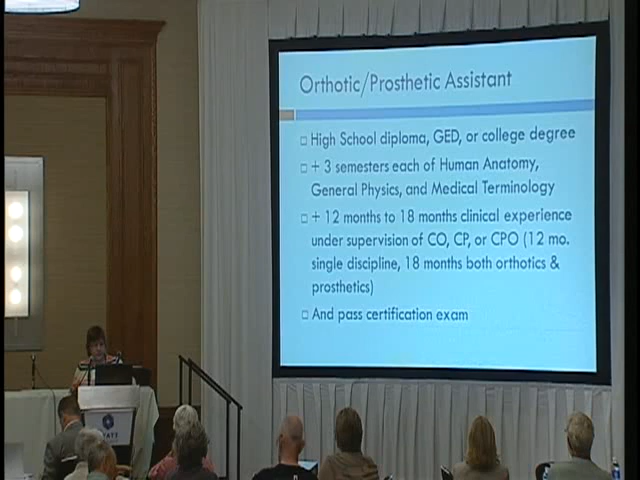 Orthotic/Prosthetic Assistant
High School diploma, GED, or college degree
+ 3 semesters each of Human Anatomy,
General Physics, and Medical Terminology
+ 12 months to 18 months clinical experience
under supervision of CO, CP, or CPO (12 mo.
single discipline, 18 months both orthotics &
prosthetics)
And pass certification exam